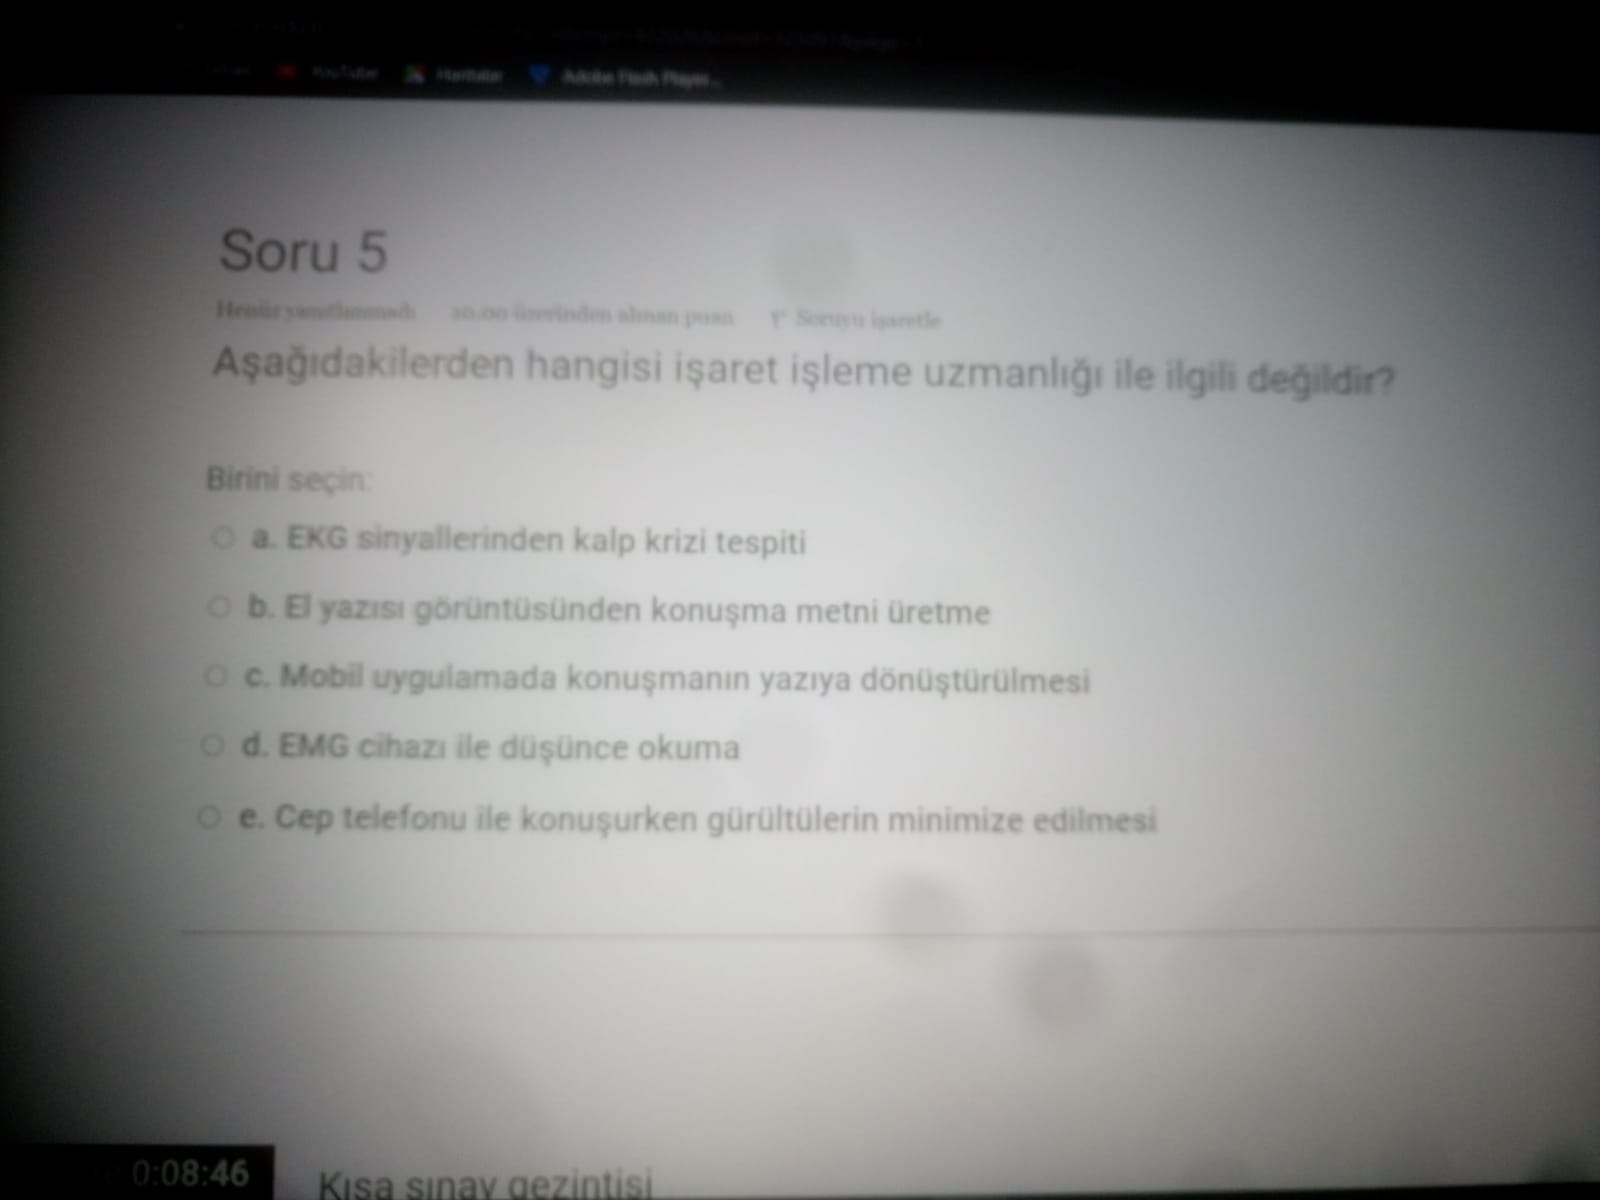 YouTube Haritalar Adobe Flash Player...
Soru 5
Henüz yanıtlanmadı 20.00 üzerinden alınan puan Soruyu işaretle
Aşağıdakilerden hangisi işaret işleme uzmanlığı ile ilgili değildir?
Birini seçin:
a. EKG sinyallerinden kalp krizi tespiti
b. El yazısı görüntüsünden konuşma metni üretme
c. Mobil uygulamada konuşmanın yazıya dönüştürülmesi
d. EMG cihazı ile düşünce okuma
e. Cep telefonu ile konuşurken gürültülerin minimize edilmesi
0:08:46
Kısa sınav gezintisi